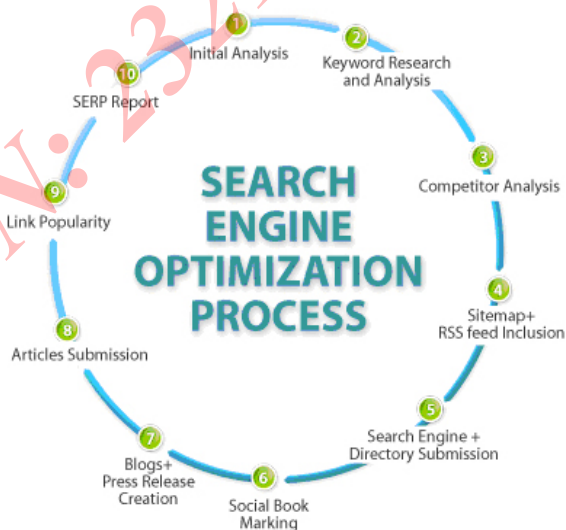 1
Initial Analysis
2
Keyword Research
and Analysis
3
Competitor Analysis
4
Sitemap+
RSS feed Inclusion
5
Search Engine +
Directory Submission
6
Social Book
Marking
7
Blogs+
Press Release
Creation
8
Articles Submission
9
Link Popularity
10
SERP Report
SEARCH
ENGINE
OPTIMIZATION
PROCESS
N: 234